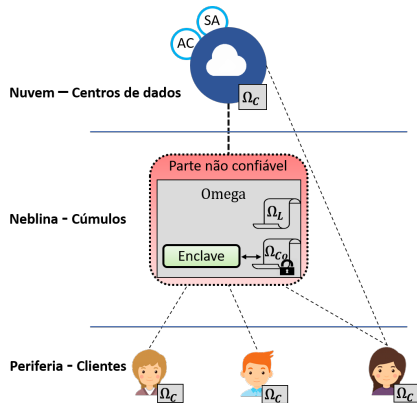 SA
AC
Nuvem – Centros de dados
Ω_C
Parte não confiável
Omega
Ω_L
Neblina - Cúmulos
Enclave
Ω_Co
Periferia - Clientes
Ω_C
Ω_C
Ω_C